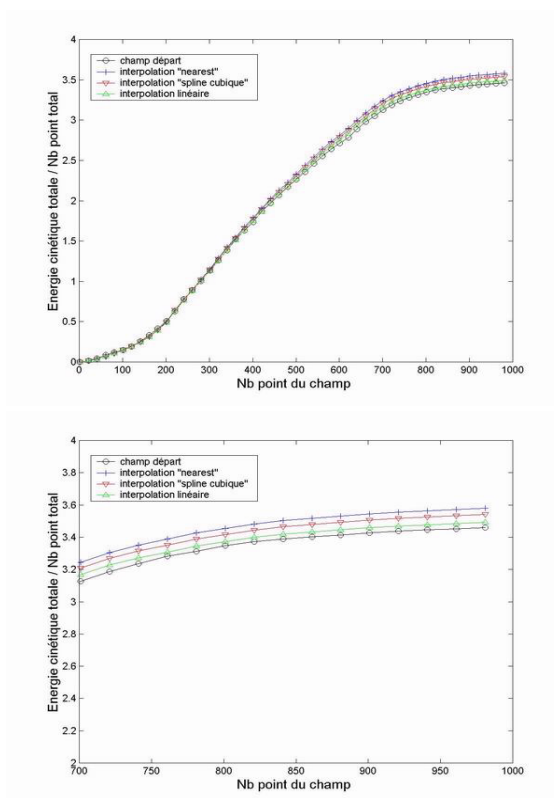 4
3.5
3
2.5
2
1.5
1
0.5
0
0 100 200 300 400 500 600 700 800 900 1000
Energie cinétique totale / Nb point total
Nb point du champ
champ départ
interpolation "nearest"
interpolation "spline cubique"
interpolation linéaire
4
3.8
3.6
3.4
3.2
3
2.8
2.6
2.4
2.2
2
700 750 800 850 900 950 1000
Energie cinétique totale / Nb point total
Nb point du champ
champ départ
interpolation "nearest"
interpolation "spline cubique"
interpolation linéaire